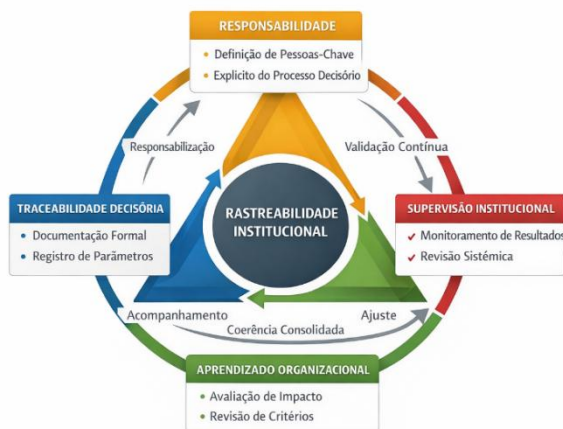 RESPONSABILIDADE
• Definição de Pessoas-Chave
• Explicito do Processo Decisório
Responsabilização
Validação Contínua
TRACEABILIDADE DECISÓRIA
• Documentação Formal
• Registro de Parâmetros
RASTREABILIDADE
INSTITUCIONAL
SUPERVISÃO INSTITUCIONAL
✓ Monitoramento de Resultados
✓ Revisão Sistémica
Acompanhamento
Coerência Consolidada
Ajuste
APRENDIZADO ORGANIZACIONAL
• Avaliação de Impacto
• Revisão de Critérios